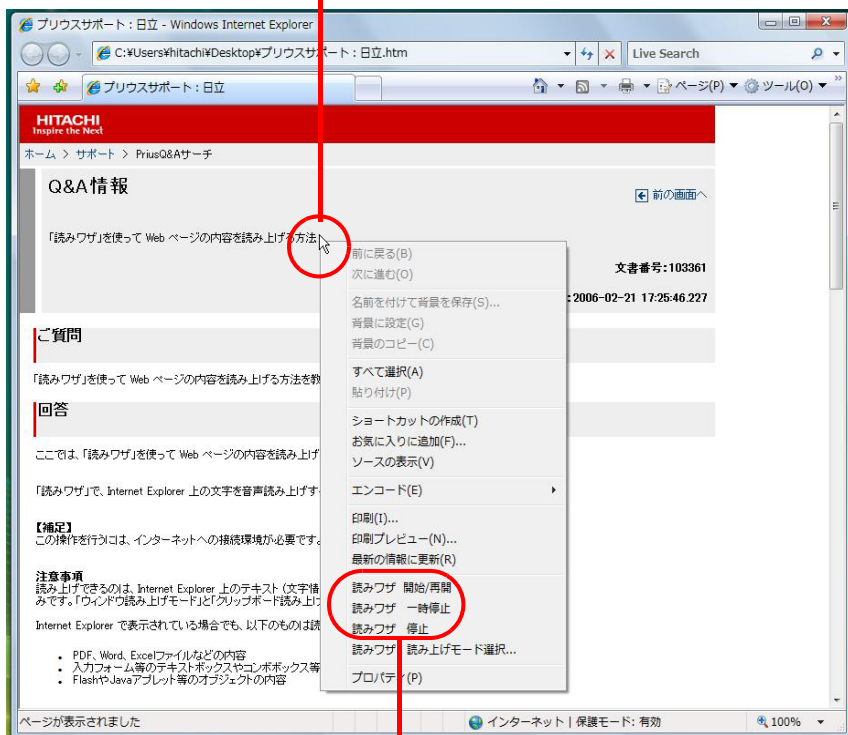 プリウスサポート：日立 - Windows Internet Explorer
C:¥Users¥hitachi¥Desktop¥プリウスサポート：日立.htm
Live Search
プリウスサポート：日立
ページ(P)
ツール(O)
HITACHI
Inspire the Next
ホーム > サポート > PriusQ&Aサーチ
Q&A情報
前の画面へ
「読みワザ」を使って Web ページの内容を読み上げる方法
文書番号:103361
:2006-02-21 17:25:46.227
ご質問
「読みワザ」を使って Web ページの内容を読み上げる方法を教
回答
ここでは、「読みワザ」を使って Web ページの内容を読み上げ
「読みワザ」で、Internet Explorer 上の文字を音声読み上げす
【補足】
この操作を行うには、インターネットへの接続環境が必要です。
注意事項
読み上げできるのは、Internet Explorer 上のテキスト (文字情
みです。「ウィンドウ読み上げモード」と「クリップボード読み上げ
Internet Explorer で表示されている場合でも、以下のものは読
• PDF、Word、Excelファイルなどの内容
• 入力フォーム等のテキストボックスやコンボボックス等
• FlashやJavaアプレット等のオブジェクトの内容
前に戻る(B)
次に進む(O)
名前を付けて背景を保存(S)...
背景に設定(G)
背景のコピー(C)
すべて選択(A)
貼り付け(P)
ショートカットの作成(T)
お気に入りに追加(F)...
ソースの表示(V)
エンコード(E)
印刷(I)...
印刷プレビュー(N)...
最新の情報に更新(R)
読みワザ 開始/再開
読みワザ 一時停止
読みワザ 停止
読みワザ 読み上げモード選択...
プロパティ(P)
ページが表示されました
インターネット | 保護モード: 有効
100%